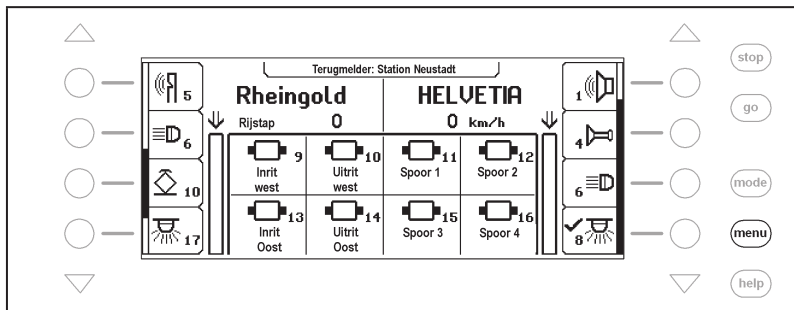 Terugmelder: Station Neustadt
Rheingold HELVETIA
Rijstap 0 0 km/h
5 1
6 4
10 6
17 8
9 10 11 12
Inrit west Uitrit west Spoor 1 Spoor 2
13 14 15 16
Inrit Oost Uitrit Oost Spoor 3 Spoor 4
stop
go
mode
menu
help